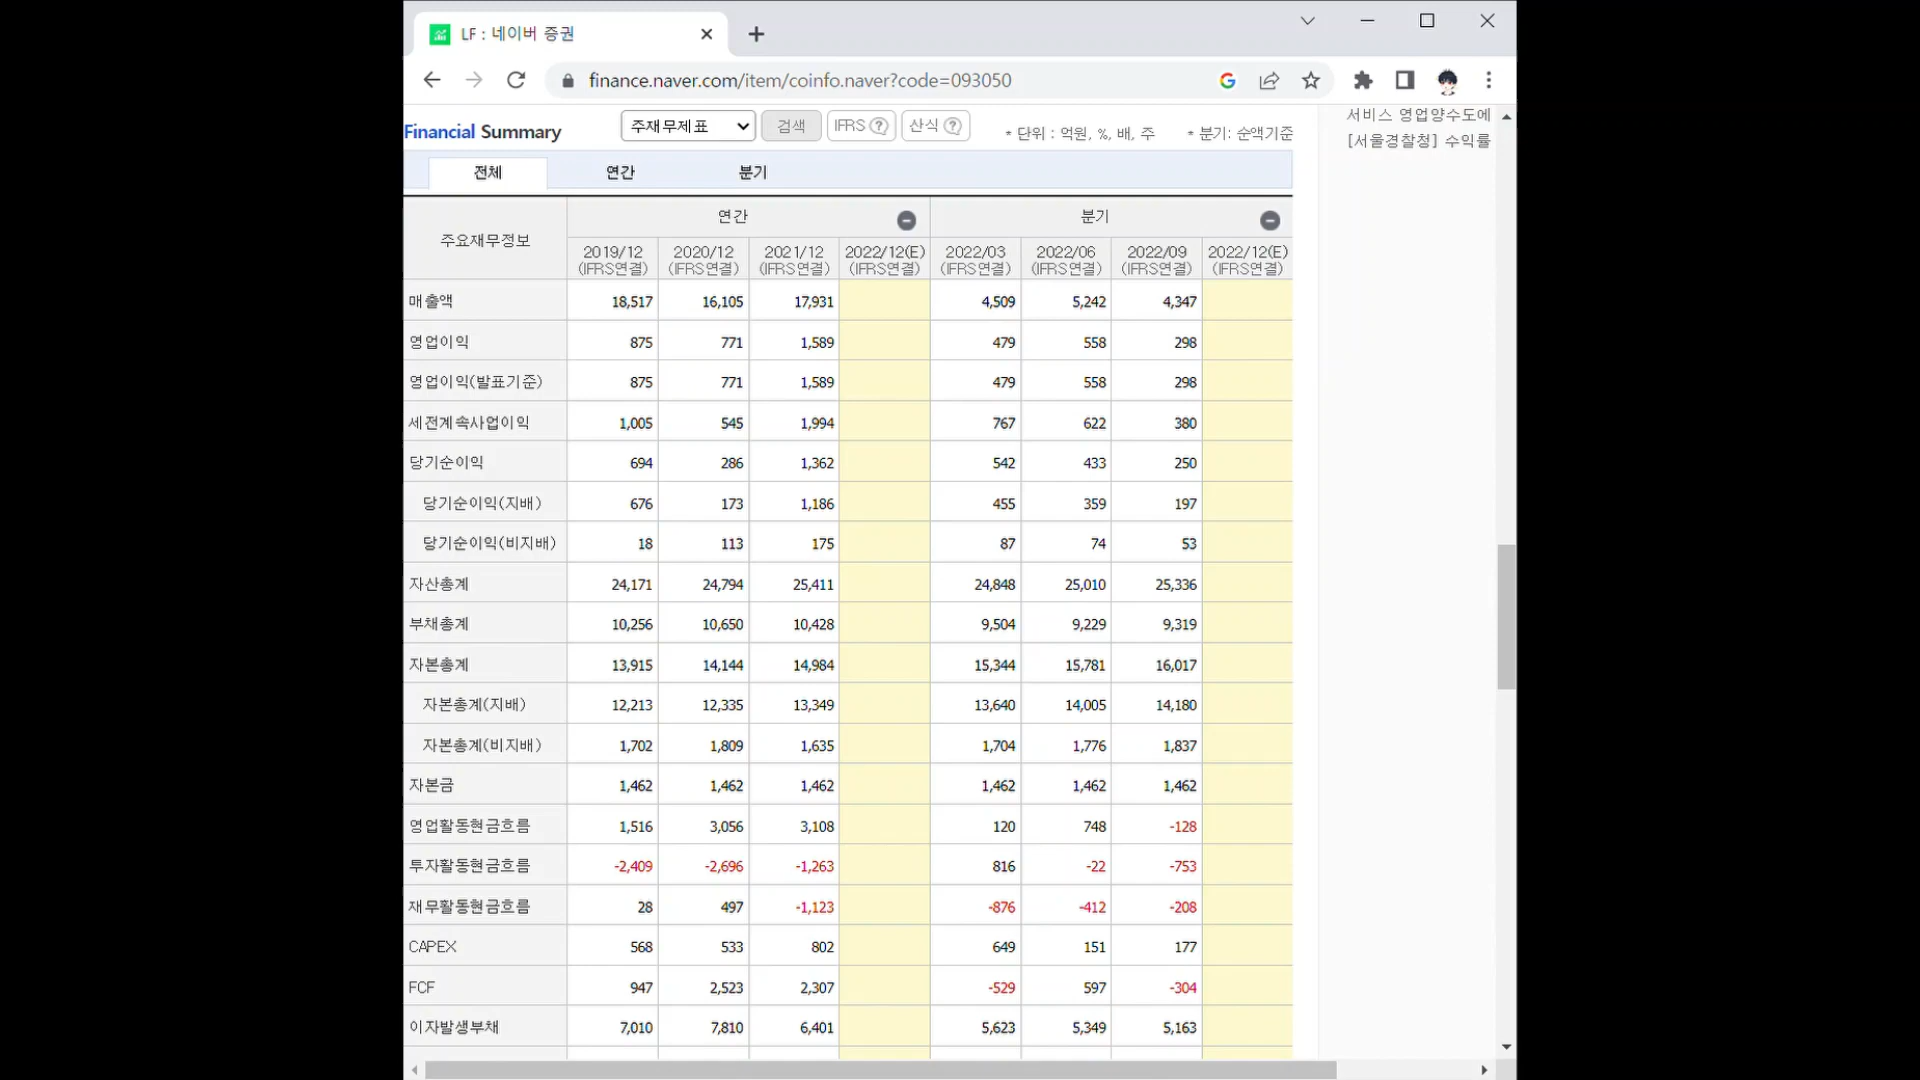 LF : 네이버 증권
finance.naver.com/item/coinfo.naver?code=093050
서비스 영업양수도에
[서울경찰청] 수익률
Financial Summary 주재무제표 검색 IFRS ? 산식 ? * 단위 : 억원, %, 배, 주 * 분기: 순액기준
전체 연간 분기
주요재무정보 연간 분기
2019/12 2020/12 2021/12 2022/12(E) 2022/03 2022/06 2022/09 2022/12(E)
(IFRS연결) (IFRS연결) (IFRS연결) (IFRS연결) (IFRS연결) (IFRS연결) (IFRS연결) (IFRS연결)
매출액 18,517 16,105 17,931 4,509 5,242 4,347
영업이익 875 771 1,589 479 558 298
영업이익(발표기준) 875 771 1,589 479 558 298
세전계속사업이익 1,005 545 1,994 767 622 380
당기순이익 694 286 1,362 542 433 250
당기순이익(지배) 676 173 1,186 455 359 197
당기순이익(비지배) 18 113 175 87 74 53
자산총계 24,171 24,794 25,411 24,848 25,010 25,336
부채총계 10,256 10,650 10,428 9,504 9,229 9,319
자본총계 13,915 14,144 14,984 15,344 15,781 16,017
자본총계(지배) 12,213 12,335 13,349 13,640 14,005 14,180
자본총계(비지배) 1,702 1,809 1,635 1,704 1,776 1,837
자본금 1,462 1,462 1,462 1,462 1,462 1,462
영업활동현금흐름 1,516 3,056 3,108 120 748 -128
투자활동현금흐름 -2,409 -2,696 -1,263 816 -22 -753
재무활동현금흐름 28 497 -1,123 -876 -412 -208
CAPEX 568 533 802 649 151 177
FCF 947 2,523 2,307 -529 597 -304
이자발생부채 7,010 7,810 6,401 5,623 5,349 5,163